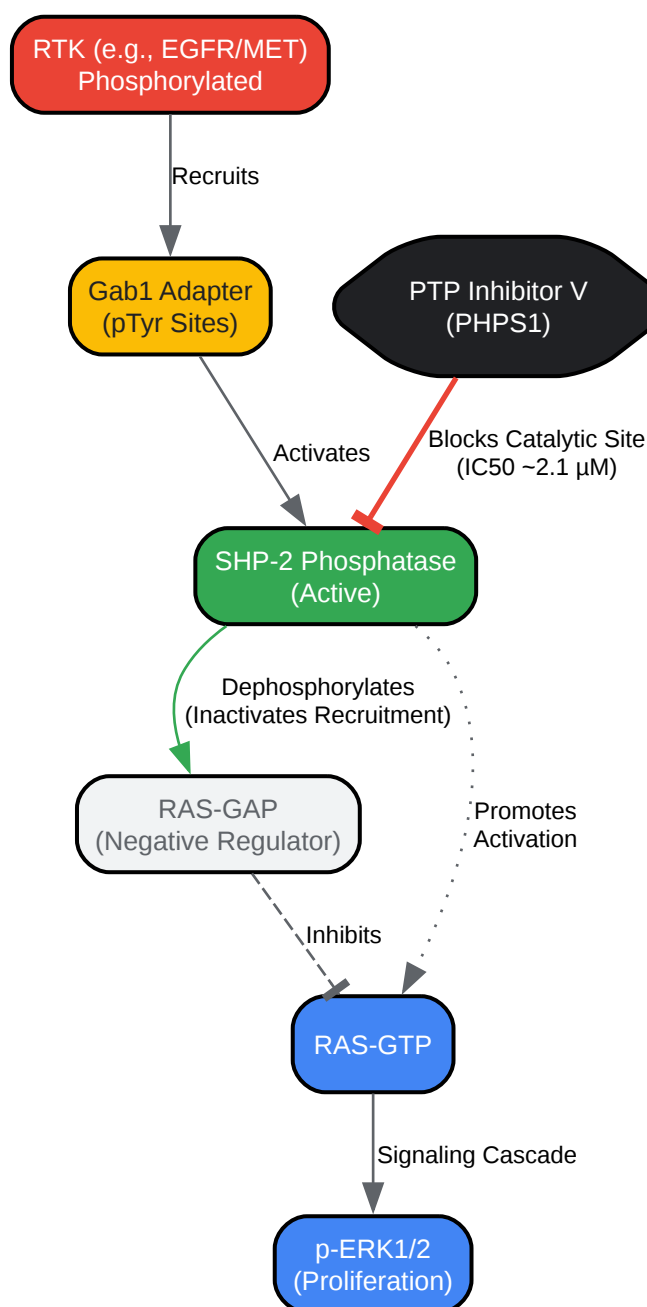 RTK (e.g., EGFR/MET)
Phosphorylated
Recruits
Gab1 Adapter
(pTyr Sites)
PTP Inhibitor V
(PHPS1)
Activates
Blocks Catalytic Site
(IC50 ~2.1 µM)
SHP-2 Phosphatase
(Active)
Dephosphorylates
(Inactivates Recruitment)
RAS-GAP
(Negative Regulator)
Promotes
Activation
Inhibits
RAS-GTP
Signaling Cascade
p-ERK1/2
(Proliferation)